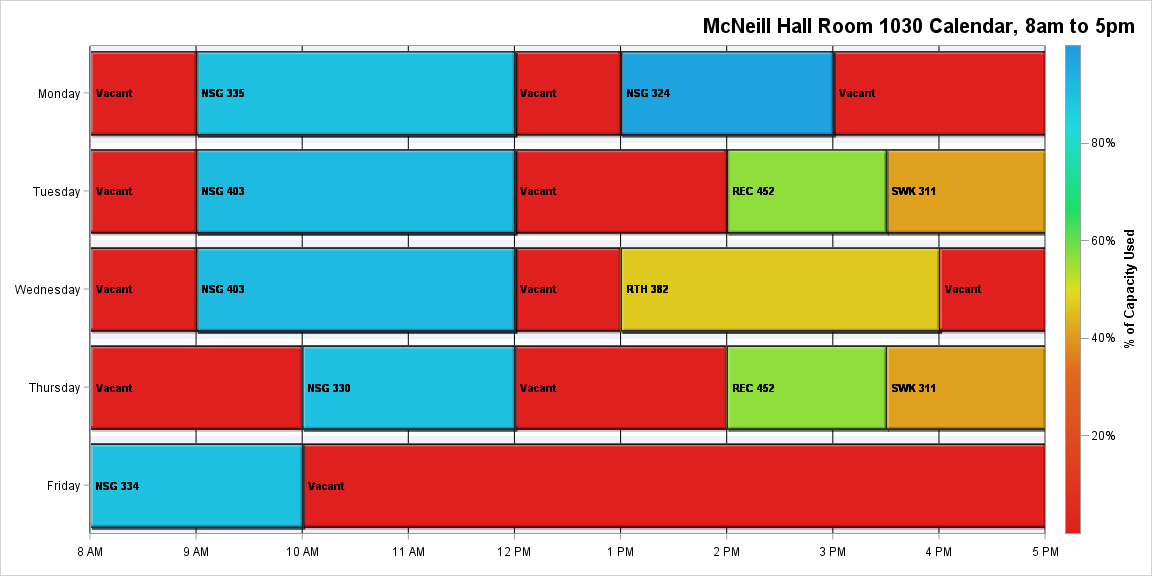 McNeill Hall Room 1030 Calendar, 8am to 5pm
Monday
Vacant
NSG 335
Vacant
NSG 324
Vacant
Tuesday
Vacant
NSG 403
Vacant
REC 452
SWK 311
Wednesday
Vacant
NSG 403
Vacant
RTH 382
Vacant
Thursday
Vacant
NSG 330
Vacant
REC 452
SWK 311
Friday
NSG 334
Vacant
8 AM 9 AM 10 AM 11 AM 12 PM 1 PM 2 PM 3 PM 4 PM 5 PM
80%
60%
40%
20%
% of Capacity Used